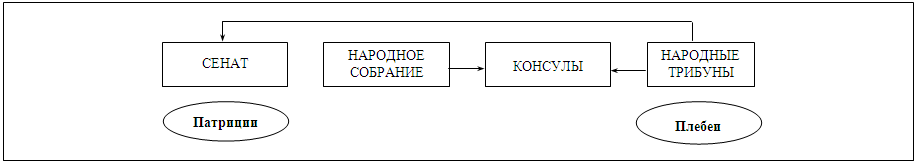 СЕНАТ
НАРОДНОЕ
СОБРАНИЕ
КОНСУЛЫ
НАРОДНЫЕ
ТРИБУНЫ
Патриции
Плебеи